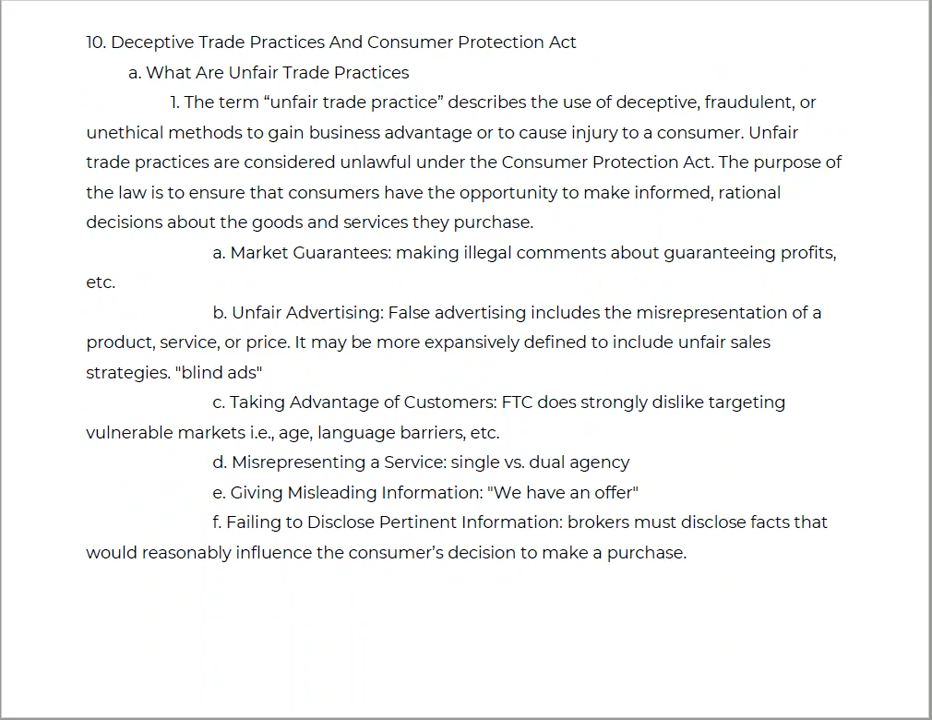 10. Deceptive Trade Practices And Consumer Protection Act
a. What Are Unfair Trade Practices
1. The term “unfair trade practice” describes the use of deceptive, fraudulent, or
unethical methods to gain business advantage or to cause injury to a consumer. Unfair
trade practices are considered unlawful under the Consumer Protection Act. The purpose of
the law is to ensure that consumers have the opportunity to make informed, rational
decisions about the goods and services they purchase.
a. Market Guarantees: making illegal comments about guaranteeing profits,
etc.
b. Unfair Advertising: False advertising includes the misrepresentation of a
product, service, or price. It may be more expansively defined to include unfair sales
strategies. "blind ads"
c. Taking Advantage of Customers: FTC does strongly dislike targeting
vulnerable markets i.e., age, language barriers, etc.
d. Misrepresenting a Service: single vs. dual agency
e. Giving Misleading Information: "We have an offer"
f. Failing to Disclose Pertinent Information: brokers must disclose facts that
would reasonably influence the consumer’s decision to make a purchase.